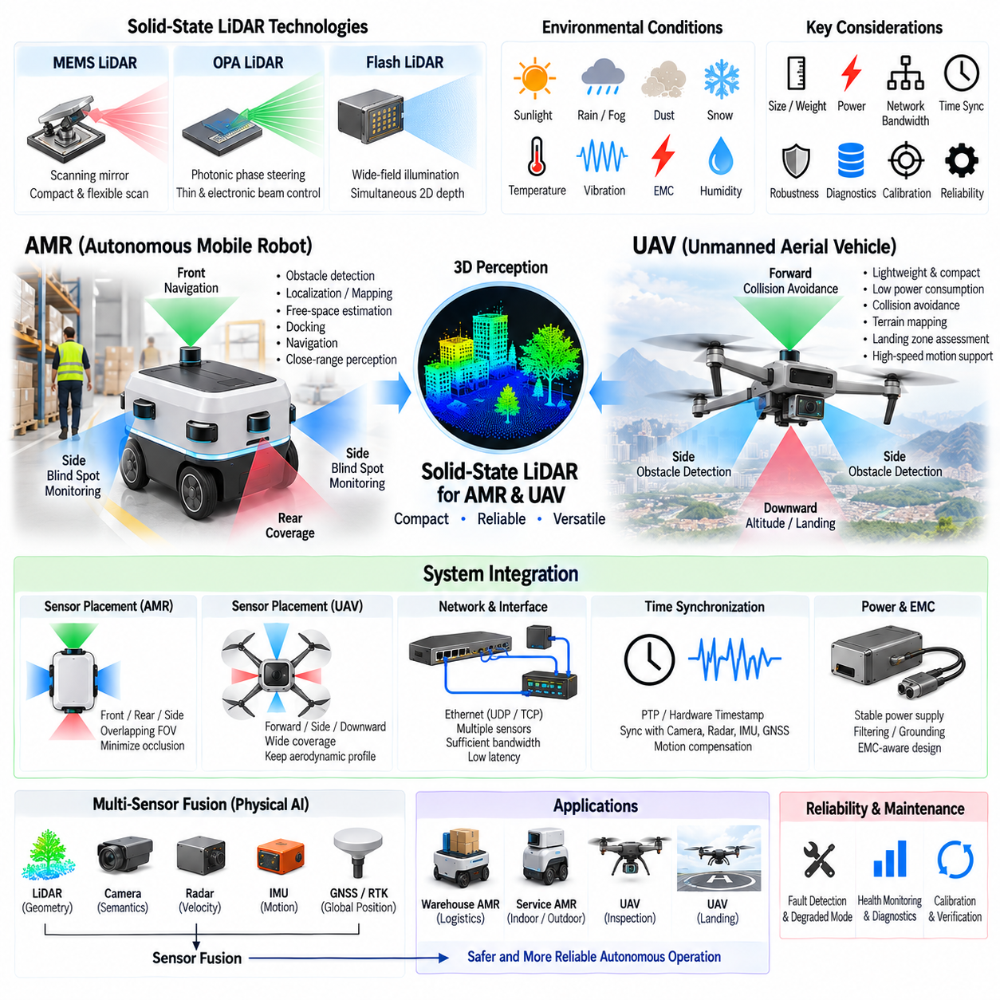 Solid-State LiDAR Technologies
MEMS LiDAR
Scanning mirror
Compact & flexible scan
OPA LiDAR
Photonic phase steering
Thin & electronic beam control
Flash LiDAR
Wide-field illumination
Simultaneous 2D depth
Environmental Conditions
Sunlight
Rain / Fog
Dust
Snow
Temperature
Vibration
EMC
Humidity
Key Considerations
Size / Weight
Power
Network
Bandwidth
Time Sync
Robustness
Diagnostics
Calibration
Reliability
AMR (Autonomous Mobile Robot)
Front
Navigation
• Obstacle detection
• Localization / Mapping
• Free-space estimation
• Docking
• Navigation
• Close-range perception
Side
Blind Spot
Monitoring
Side
Blind Spot
Monitoring
Rear
Coverage
3D Perception
Solid-State LiDAR
for AMR & UAV
Compact • Reliable • Versatile
UAV (Unmanned Aerial Vehicle)
Forward
Collision Avoidance
• Lightweight & compact
• Low power consumption
• Collision avoidance
• Terrain mapping
• Landing zone assessment
• High-speed motion support
Side
Obstacle Detection
Side
Obstacle Detection
Downward
Altitude / Landing
System Integration
Sensor Placement (AMR)
Front / Rear / Side
Overlapping FOV
Minimize occlusion
Sensor Placement (UAV)
Forward / Side / Downward
Wide coverage
Keep aerodynamic profile
Network & Interface
Ethernet (UDP / TCP)
Multiple sensors
Sufficient bandwidth
Low latency
Time Synchronization
PTP / Hardware Timestamp
Sync with Camera, Radar, IMU, GNSS
Motion compensation
Power & EMC
Stable power supply
Filtering / Grounding
EMC-aware design
Multi-Sensor Fusion (Physical AI)
LiDAR
(Geometry)
Camera
(Semantics)
Radar
(Velocity)
IMU
(Motion)
GNSS / RTK
(Global Position)
Sensor Fusion
Applications
Warehouse AMR
(Logistics)
Service AMR
(Indoor / Outdoor)
UAV
(Inspection)
H
UAV
(Landing)
Safer and More Reliable Autonomous Operation
Reliability & Maintenance
Fault Detection
& Degraded Mode
Health Monitoring
& Diagnostics
Calibration
& Verification